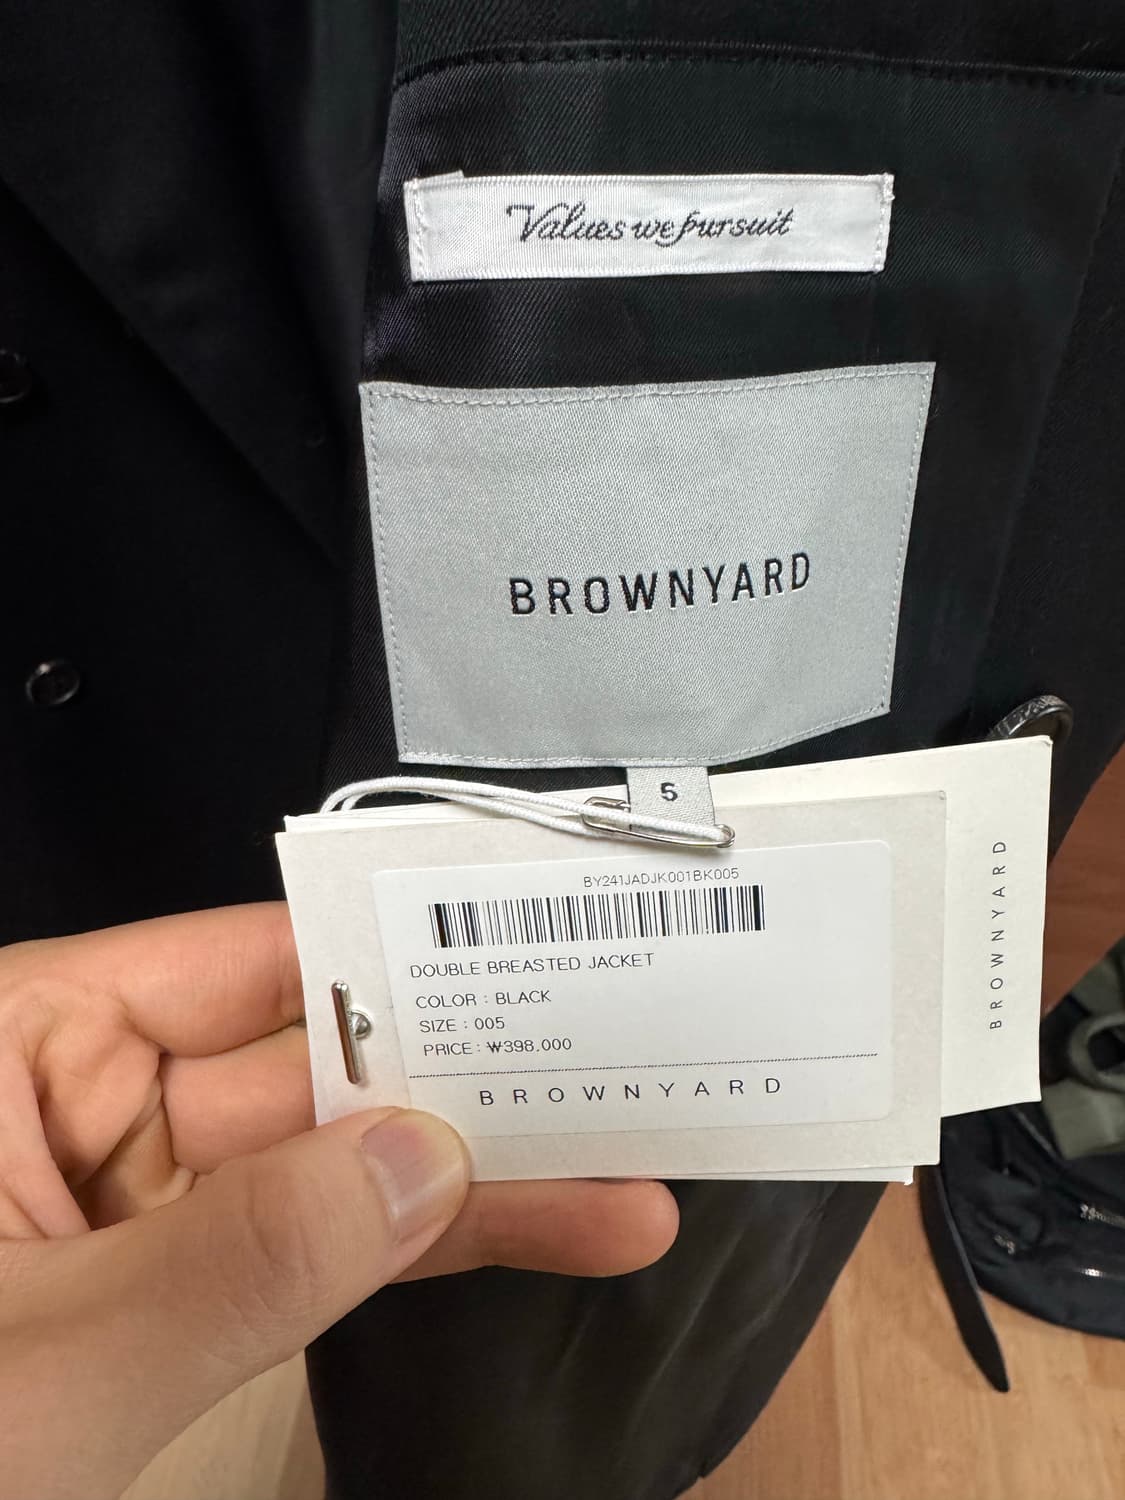 Values we pursuit
BROWNYARD
5
BY241JADJK001BK005
DOUBLE BREASTED JACKET
COLOR : BLACK
SIZE : 005
PRICE : ₩398,000
BROWNYARD
BROWNYARD